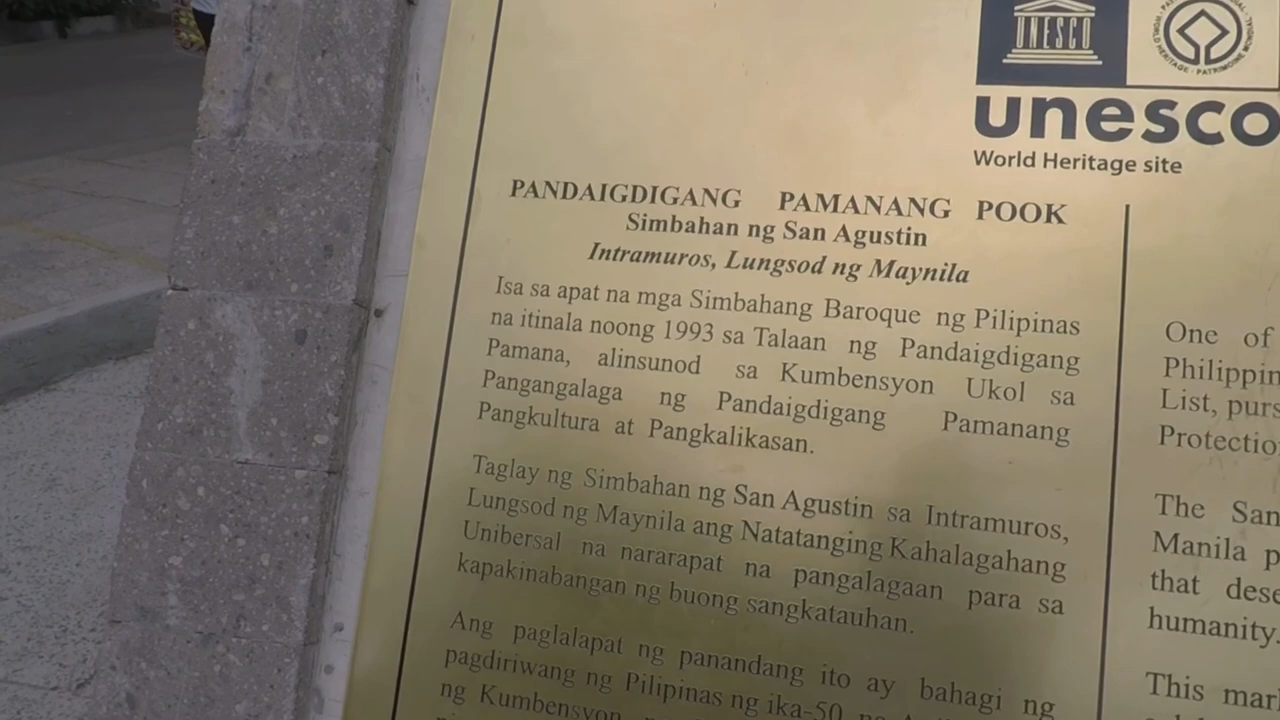 UNESCO
WORLD HERITAGE • PATRIMOINE MONDIAL
unesco
World Heritage site
PANDAIGDIGANG PAMANANG POOK
Simbahan ng San Agustin
Intramuros, Lungsod ng Maynila
Isa sa apat na mga Simbahang Baroque ng Pilipinas
na itinala noong 1993 sa Talaan ng Pandaigdigang
Pamana, alinsunod sa Kumbensyon Ukol sa
Pangangalaga ng Pandaigdigang Pamanang
Pangkultura at Pangkalikasan.
Taglay ng Simbahan ng San Agustin sa Intramuros,
Lungsod ng Maynila ang Natatanging Kahalagahang
Unibersal na nararapat na pangalagaan para sa
kapakinabangan ng buong sangkatauhan.
Ang paglalapat ng panandang ito ay bahagi ng
pagdiriwang ng Pilipinas ng ika-50
ng Kumbensyon
One of
Philippin
List, purs
Protectio
The San
Manila p
that dese
humanity,
This mar